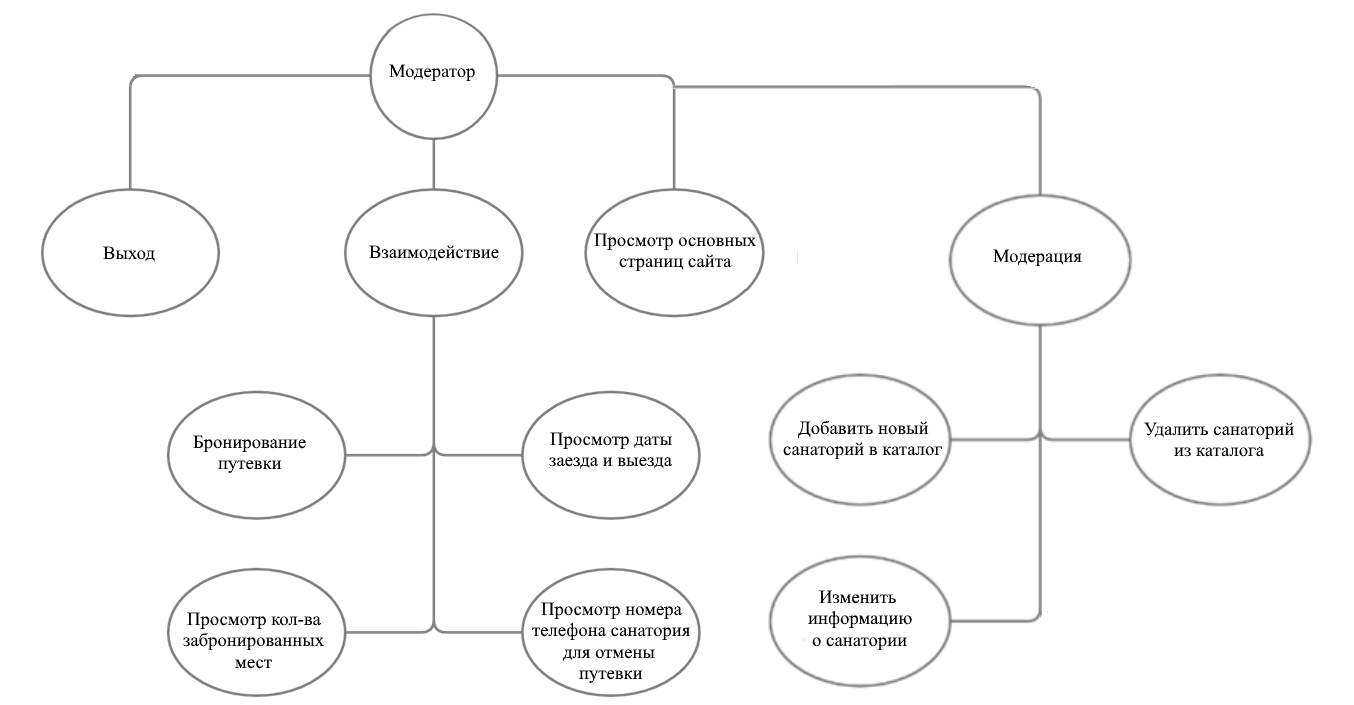 Модератор
Выход
Взаимодействие
Просмотр основных
страниц сайта
Модерация
Бронирование
путевки
Просмотр даты
заезда и выезда
Добавить новый
санаторий в каталог
Удалить санаторий
из каталога
Просмотр кол-ва
забронированных
мест
Просмотр номера
телефона санатория
для отмены
путевки
Изменить
информацию
о санатории